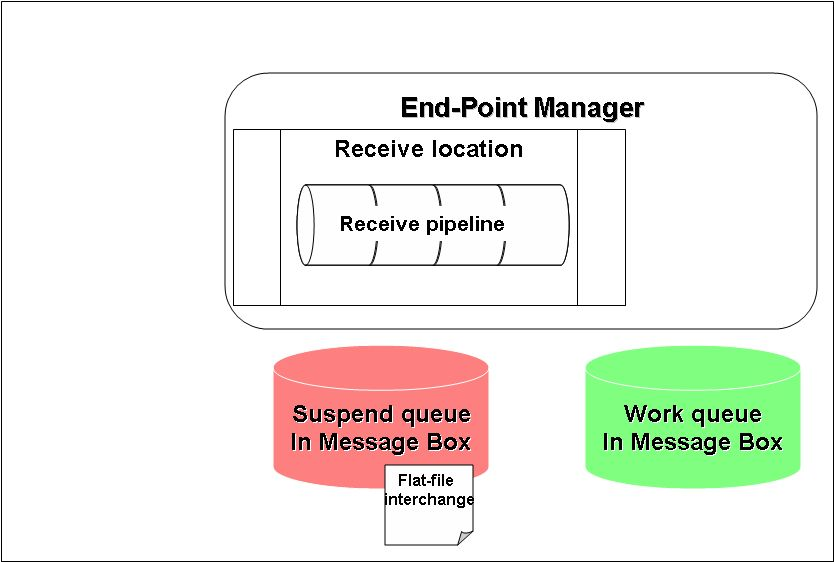 End-Point Manager
Receive location
Receive pipeline
Suspend queue
In Message Box
Work queue
In Message Box
Flat-file
interchange